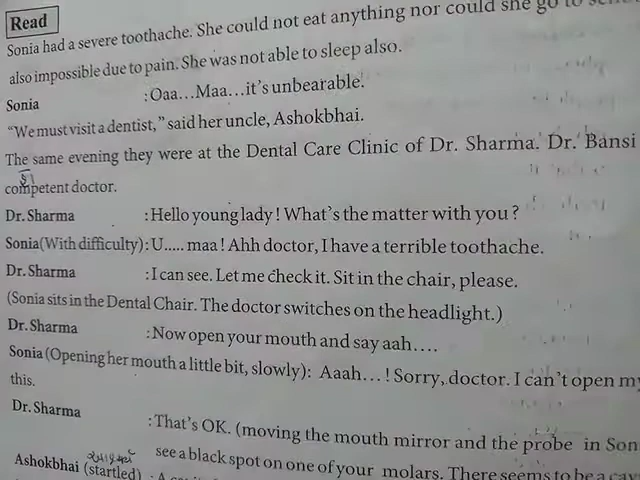 Read
Sonia had a severe toothache. She could not eat anything nor could she go to
also impossible due to pain. She was not able to sleep also.
Sonia : Oaa...Maa...it's unbearable.
"We must visit a dentist," said her uncle, Ashokbhai.
The same evening they were at the Dental Care Clinic of Dr. Sharma. Dr. Bansi
competent doctor.
Dr. Sharma : Hello young lady ! What's the matter with you ?
Sonia(With difficulty): U..... maa ! Ahh doctor, I have a terrible toothache.
Dr. Sharma : I can see. Let me check it. Sit in the chair, please.
(Sonia sits in the Dental Chair. The doctor switches on the headlight.)
Dr. Sharma : Now open your mouth and say aah....
Sonia (Opening her mouth a little bit, slowly): Aaah... ! Sorry, doctor. I can't open my
this.
Dr. Sharma : That's OK. (moving the mouth mirror and the probe in Son
see a black spot on one of your molars. There seems to be a cav
Ashokbhai (startled) :